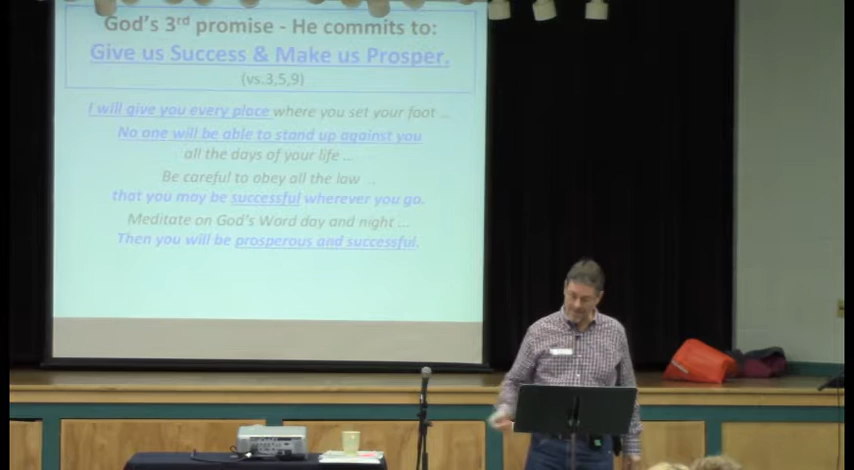 God's 3rd promise - He commits to:
Give us Success & Make us Prosper.
(vs.3,5,9)
I will give you every place where you set your foot ...
No one will be able to stand up against you
all the days of your life ...
Be careful to obey all the law ..
that you may be successful wherever you go.
Meditate on God's Word day and night ...
Then you will be prosperous and successful.